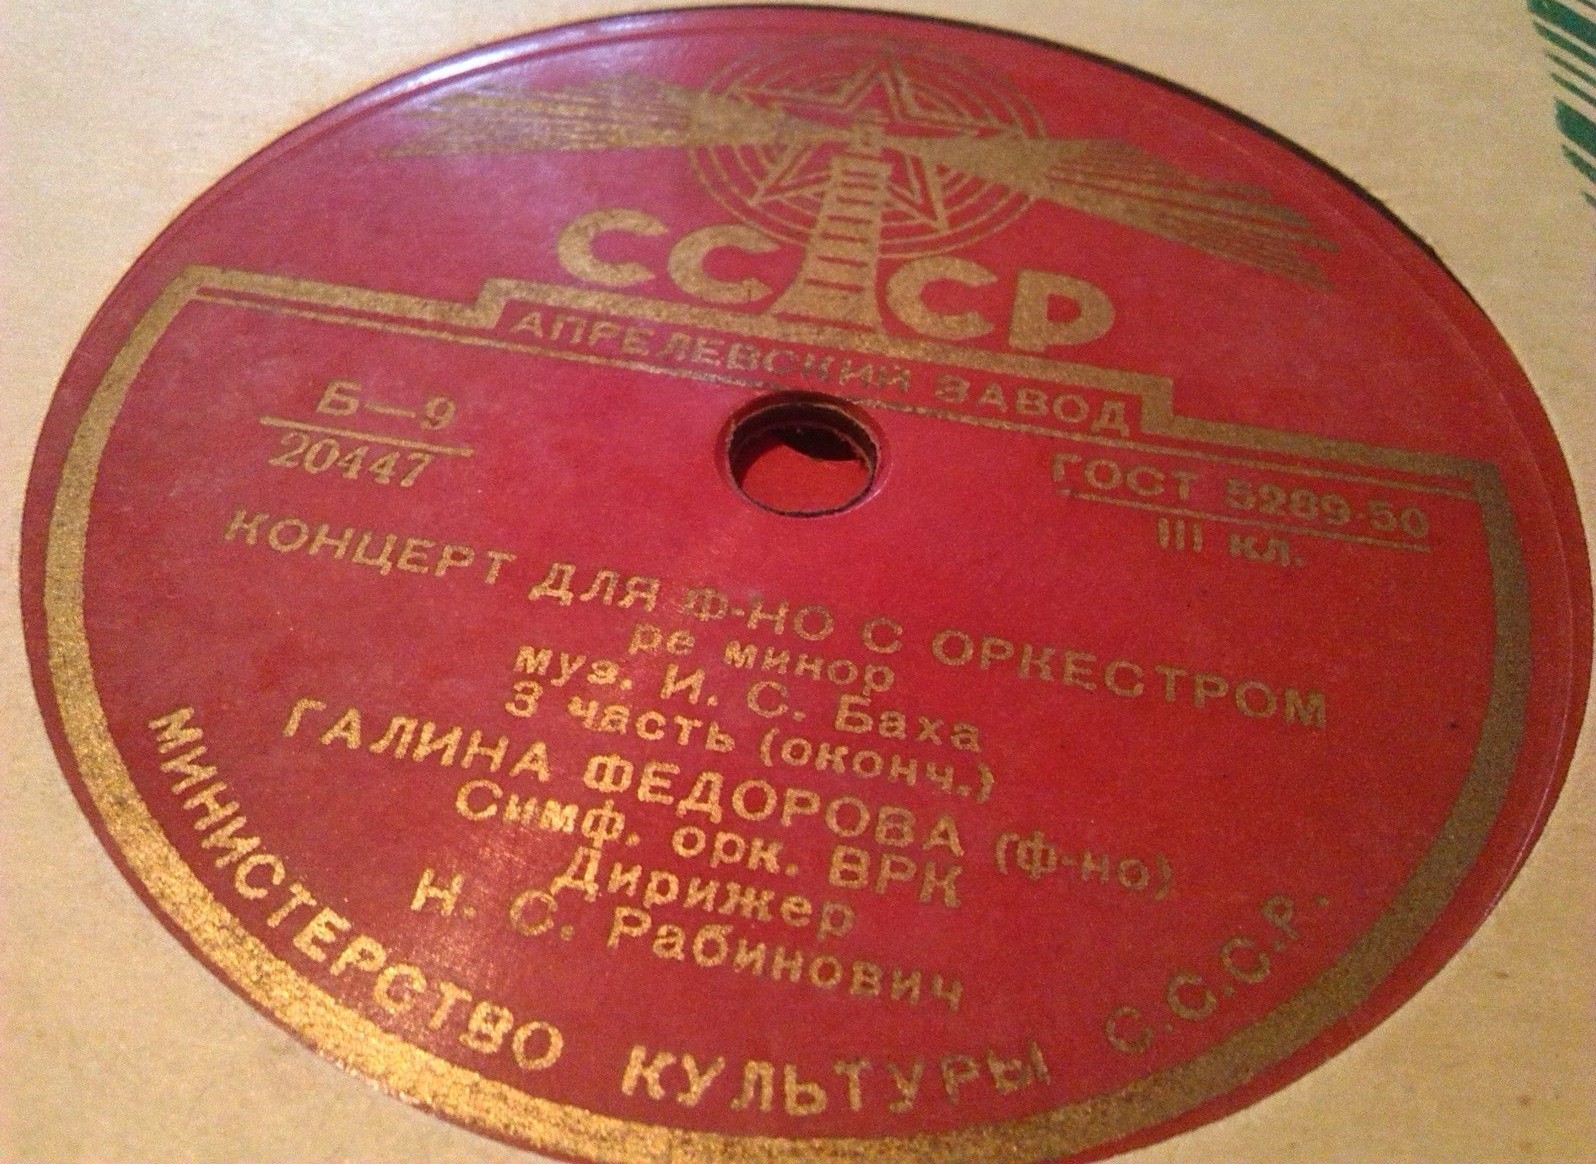 СССР
АПРЕЛЕВСКИЙ ЗАВОД
Б—9
20447
ГОСТ 5289-50
III кл.
КОНЦЕРТ ДЛЯ Ф-НО С ОРКЕСТРОМ
ре минор
муз. И. С. Баха
3 часть (оконч.)
ГАЛИНА ФЕДОРОВА (ф-но)
Симф. орк. ВРК
Дирижер
Н. С. Рабинович
МИНИСТЕРСТВО КУЛЬТУРЫ С.С.С.Р.